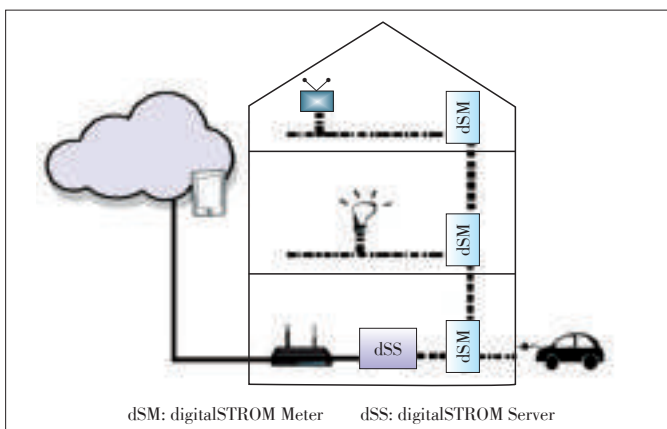 dSM
dSM
dSS
dSM
dSM: digitalSTROM Meter dSS: digitalSTROM Server